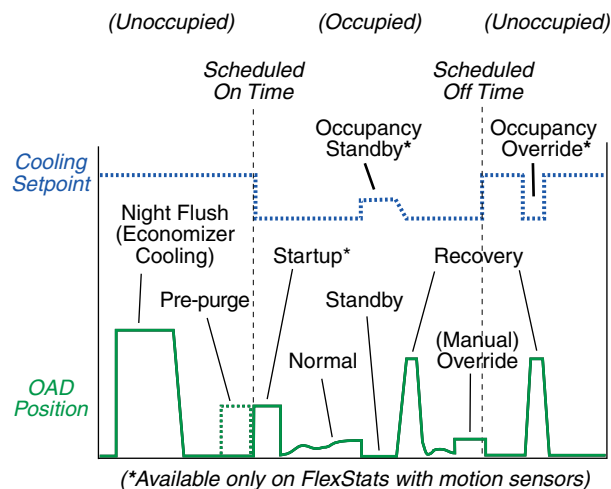 (Unoccupied) (Occupied) (Unoccupied)
Scheduled
On Time
Scheduled
Off Time
Occupancy
Standby*
Occupancy
Override*
Cooling
Setpoint
Night Flush
(Economizer
Cooling)
Startup*
Recovery
Pre-purge
Standby
(Manual)
Override
Normal
OAD
Position
(*Available only on FlexStats with motion sensors)